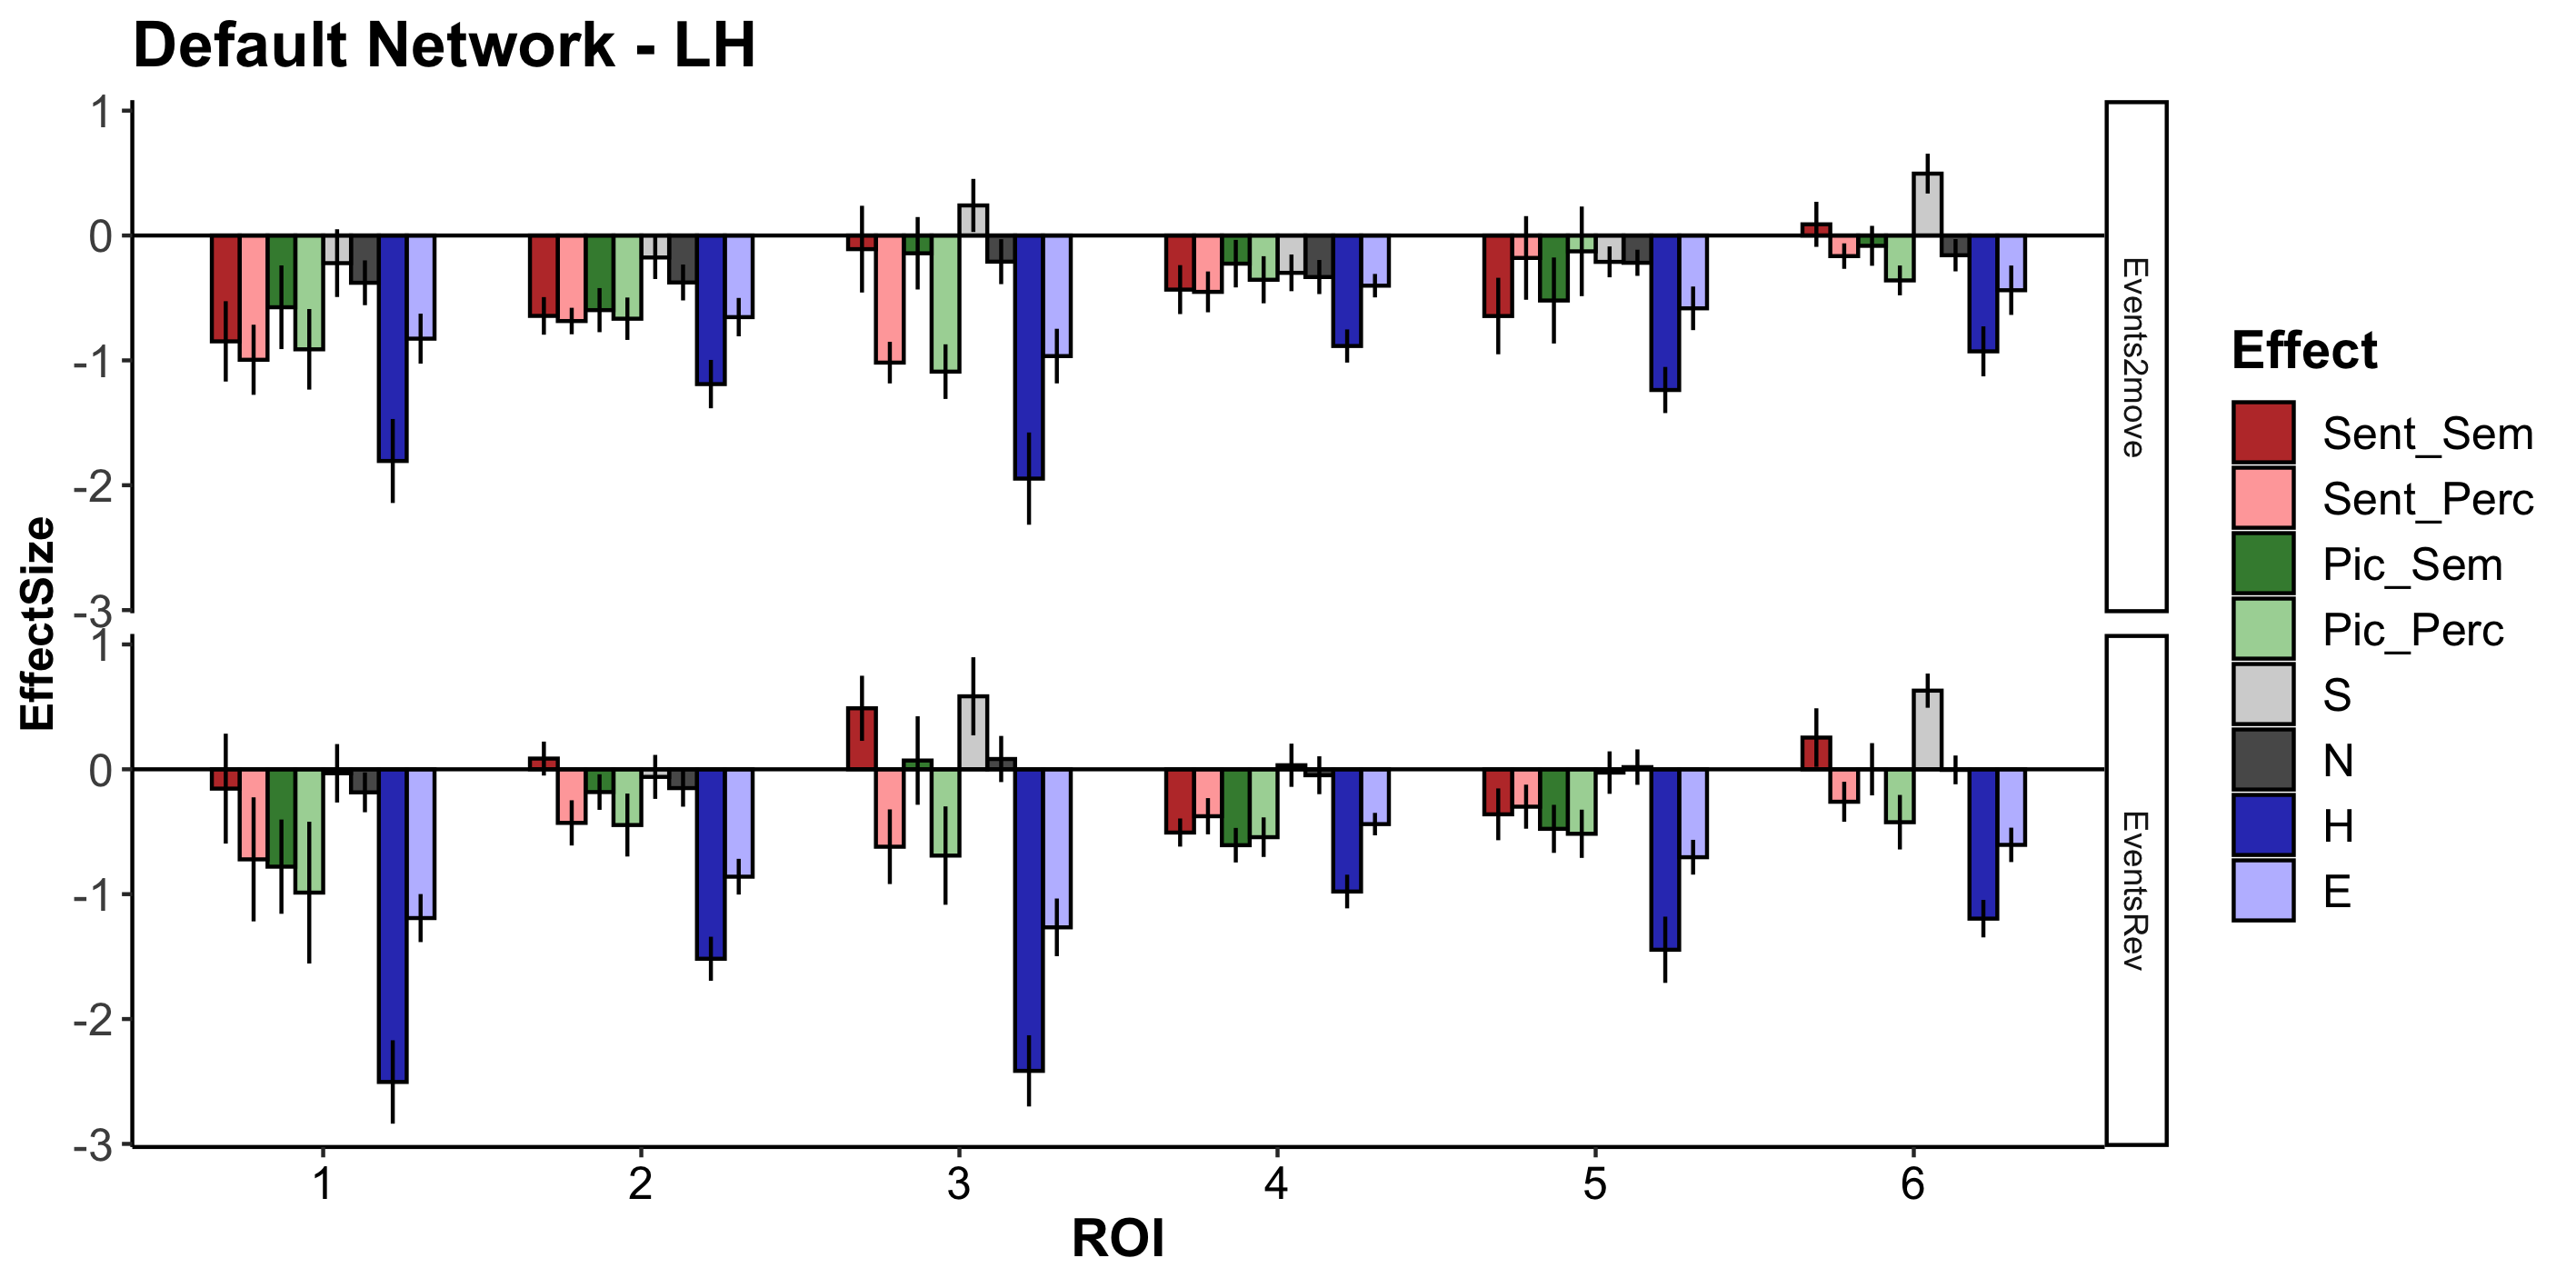 Default Network - LH
1
0
-1
-2
-3
Events2move
1
0
-1
-2
-3
EventsRev
EffectSize
1 2 3 4 5 6
ROI
Effect
Sent_Sem
Sent_Perc
Pic_Sem
Pic_Perc
S
N
H
E